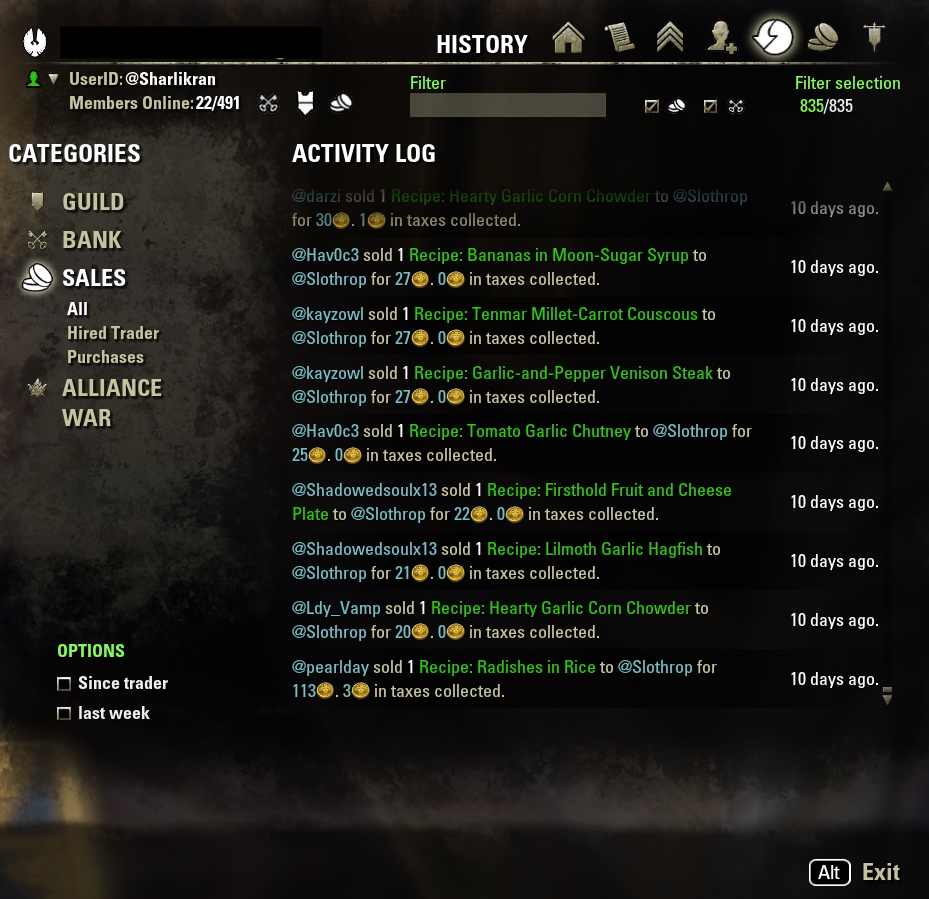 HISTORY
UserID: @Sharlikran
Members Online: 22/491
Filter
Filter selection
835/835
CATEGORIES
GUILD
BANK
SALES
All
Hired Trader
Purchases
ALLIANCE
WAR
OPTIONS
Since trader
last week
ACTIVITY LOG
@darzi sold 1 Recipe: Hearty Garlic Corn Chowder to @Slothrop
for 30. 1 in taxes collected.
10 days ago.
@Hav0c3 sold 1 Recipe: Bananas in Moon-Sugar Syrup to
@Slothrop for 27. 0 in taxes collected.
10 days ago.
@kayzowl sold 1 Recipe: Tenmar Millet-Carrot Couscous to
@Slothrop for 27. 0 in taxes collected.
10 days ago.
@kayzowl sold 1 Recipe: Garlic-and-Pepper Venison Steak to
@Slothrop for 27. 0 in taxes collected.
10 days ago.
@Hav0c3 sold 1 Recipe: Tomato Garlic Chutney to @Slothrop for
25. 0 in taxes collected.
10 days ago.
@Shadowedsoulx13 sold 1 Recipe: Firsthold Fruit and Cheese
Plate to @Slothrop for 22. 0 in taxes collected.
10 days ago.
@Shadowedsoulx13 sold 1 Recipe: Lilmoth Garlic Hagfish to
@Slothrop for 21. 0 in taxes collected.
10 days ago.
@Ldy_Vamp sold 1 Recipe: Hearty Garlic Corn Chowder to
@Slothrop for 20. 0 in taxes collected.
10 days ago.
@pearlday sold 1 Recipe: Radishes in Rice to @Slothrop for
113. 3 in taxes collected.
10 days ago.
Alt Exit